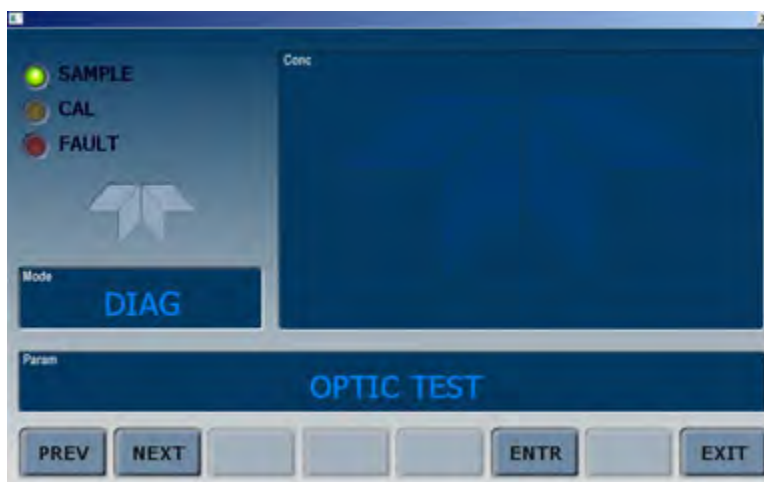 SAMPLE
CAL
FAULT
Conc
Mode
DIAG
Param
OPTIC TEST
PREV NEXT ENTR EXIT